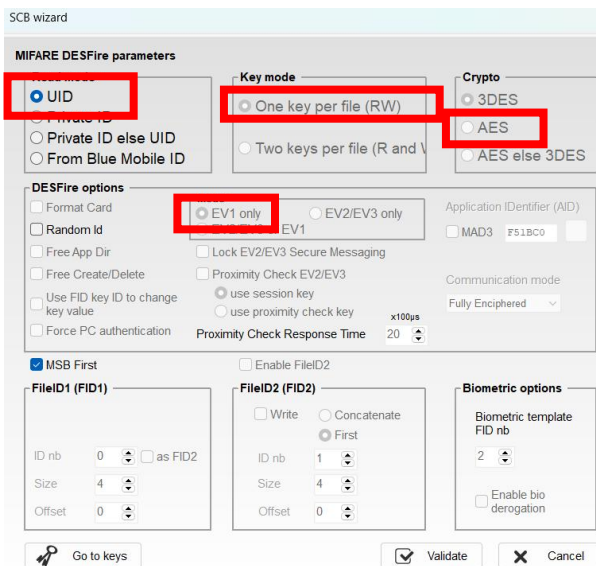 SCB wizard
MIFARE DESFire parameters
UID
Private ID else UID
From Blue Mobile ID
Key mode
One key per file (RW)
Two keys per file (R and
Crypto
3DES
AES
AES else 3DES
DESFire options
Format Card
Random Id
Free App Dir
Free Create/Delete
Use FID key ID to change
key value
Force PC authentication
EV1 only
EV2/EV3 only
EV1
Lock EV2/EV3 Secure Messaging
Proximity Check EV2/EV3
use session key
use proximity check key
x100µs
Proximity Check Response Time
20
Application IDentifier (AID)
MAD3
F51BC0
Communication mode
Fully Enciphered
MSB First
Enable FileID2
FileID1 (FID1)
ID nb
0
as FID2
Size
4
Offset
0
FileID2 (FID2)
Write
Concatenate
First
ID nb
1
Size
4
Offset
0
Biometric options
Biometric template
FID nb
2
Enable bio
derogation
Go to keys
Validate
Cancel